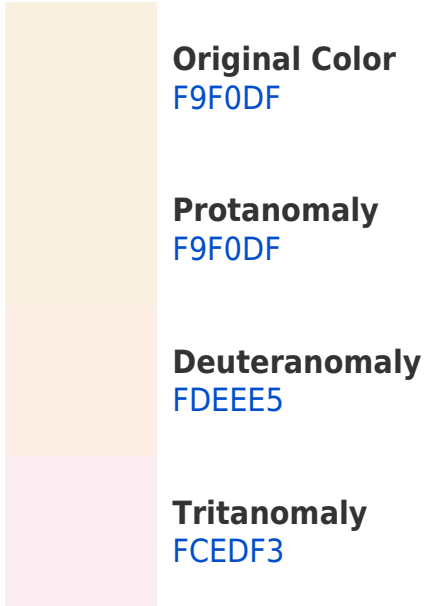 Original Color
F9F0DF
Protanomaly
F9F0DF
Deuteranomaly
FDEEE5
Tritanomaly
FCEDF3